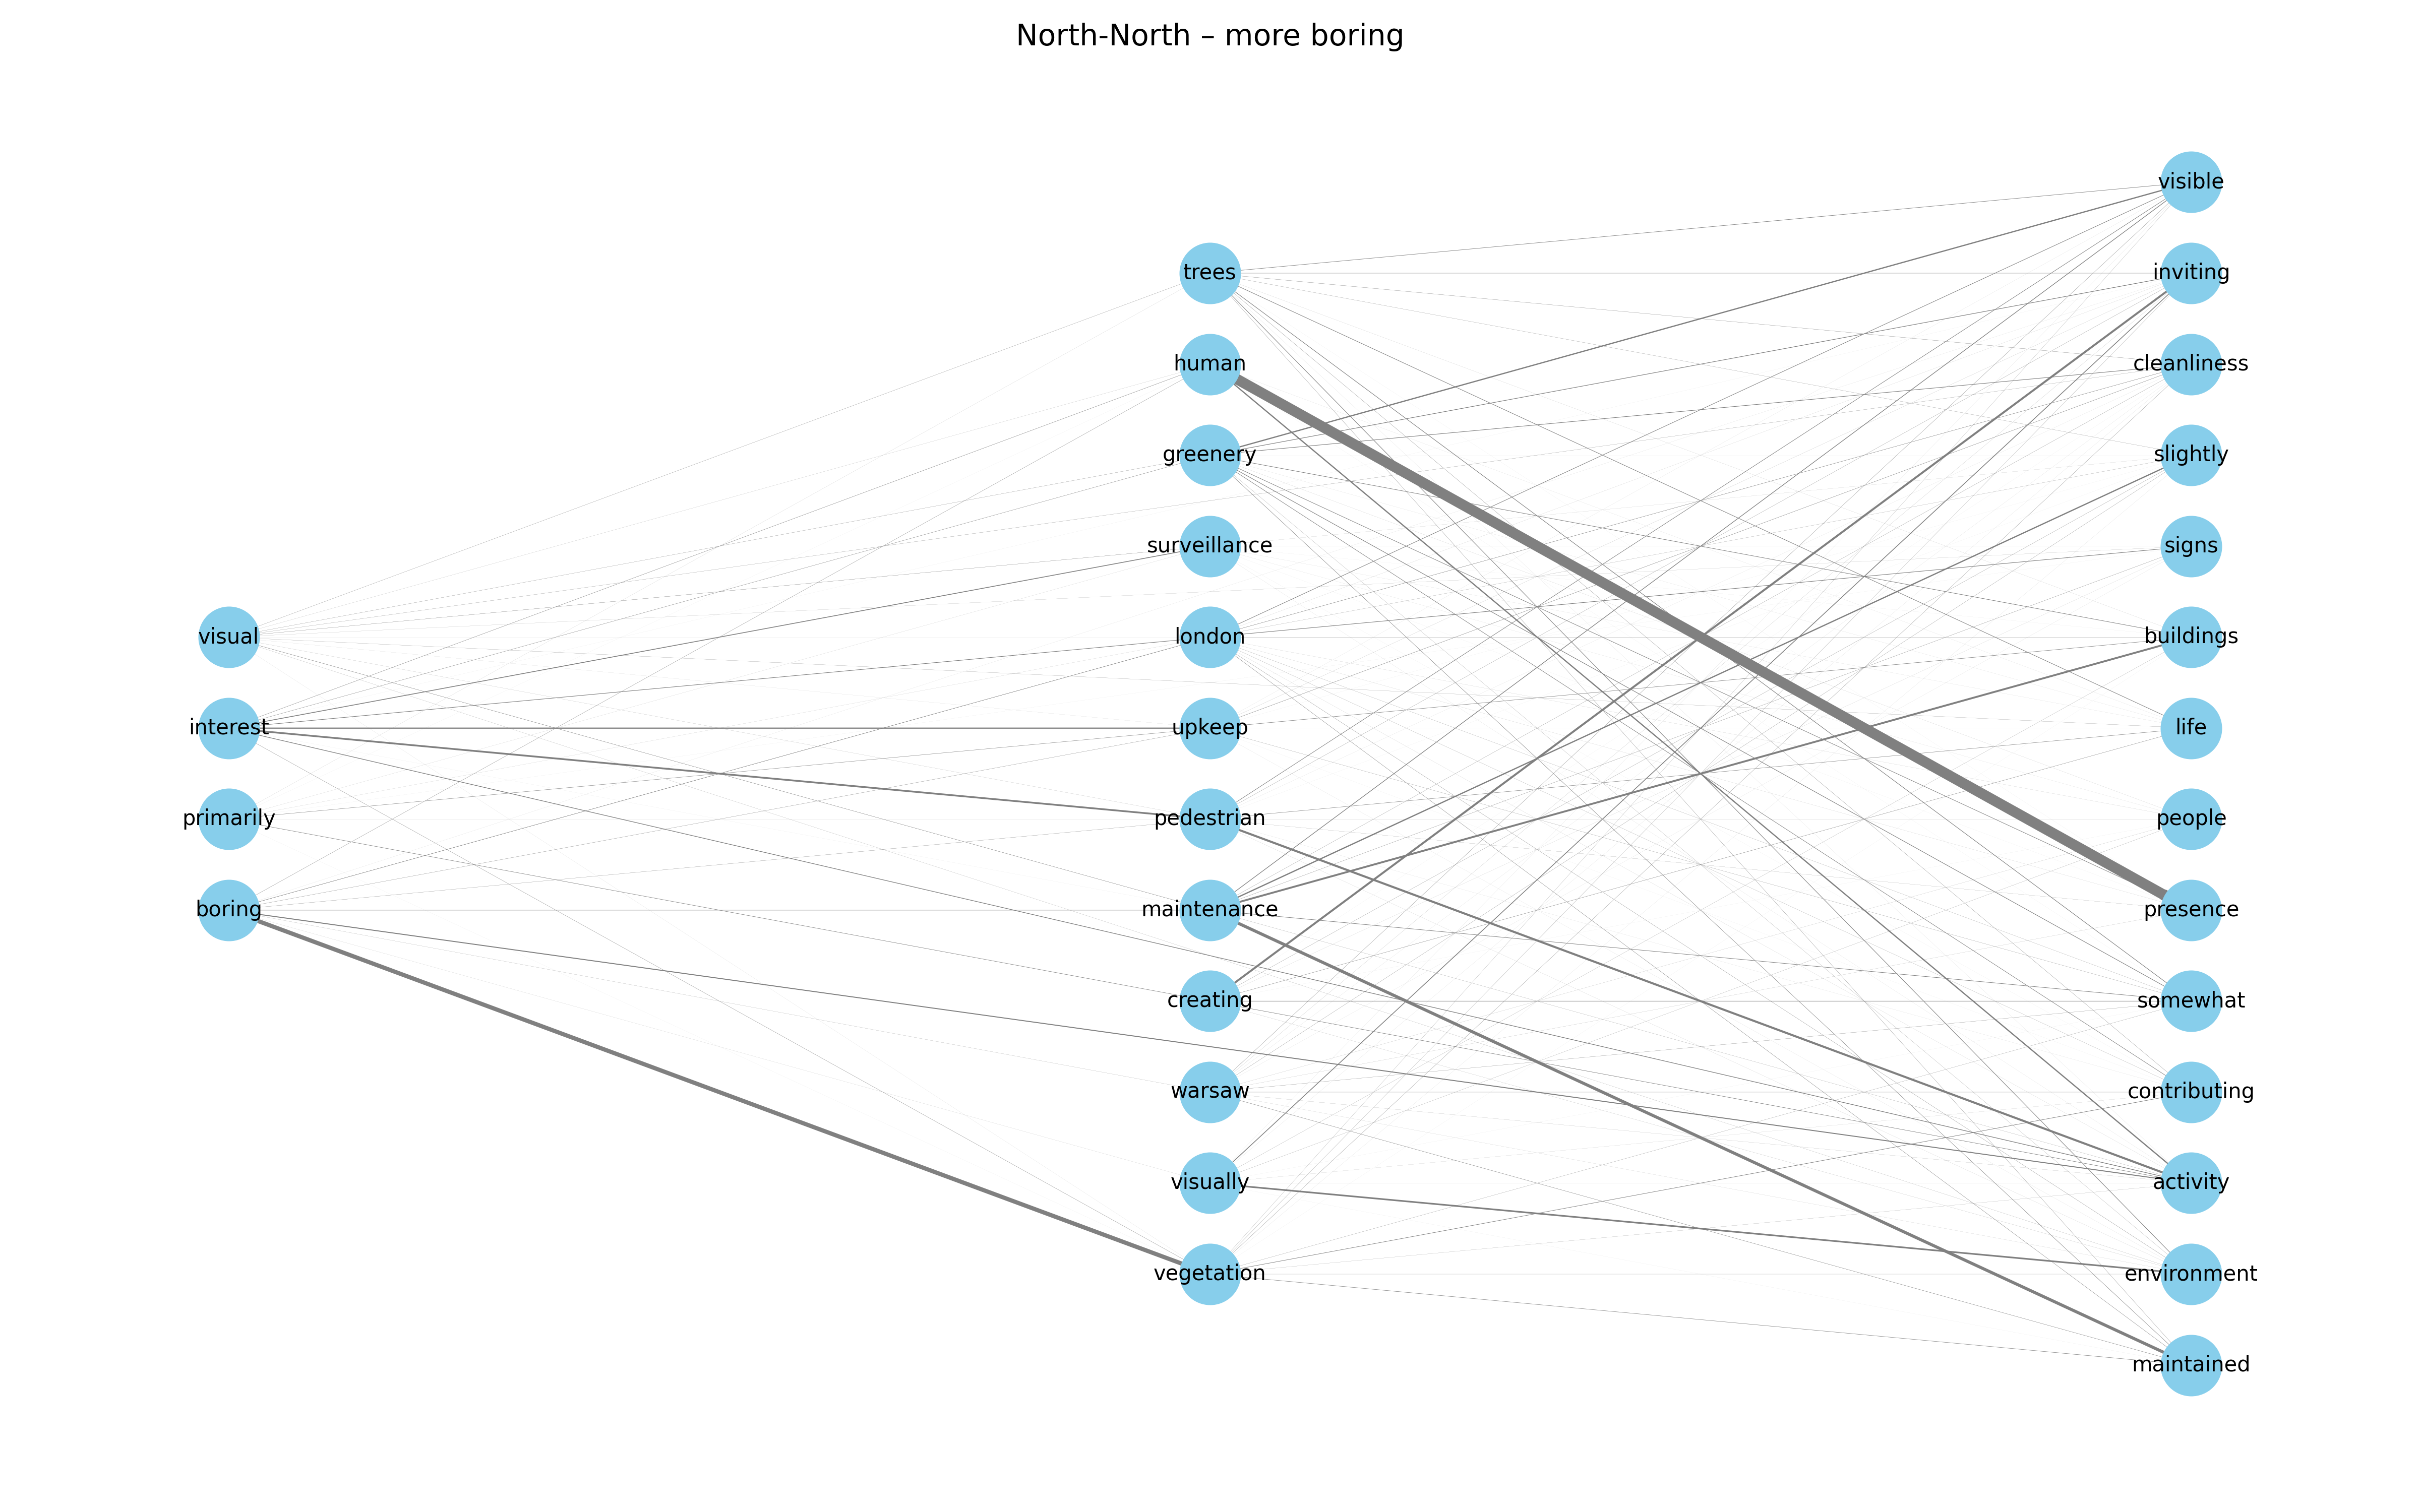 North-North – more boring
visual
interest
primarily
boring
trees
human
greenery
surveillance
london
upkeep
pedestrian
maintenance
creating
warsaw
visually
vegetation
visible
inviting
cleanliness
slightly
signs
buildings
life
people
presence
somewhat
contributing
activity
environment
maintained